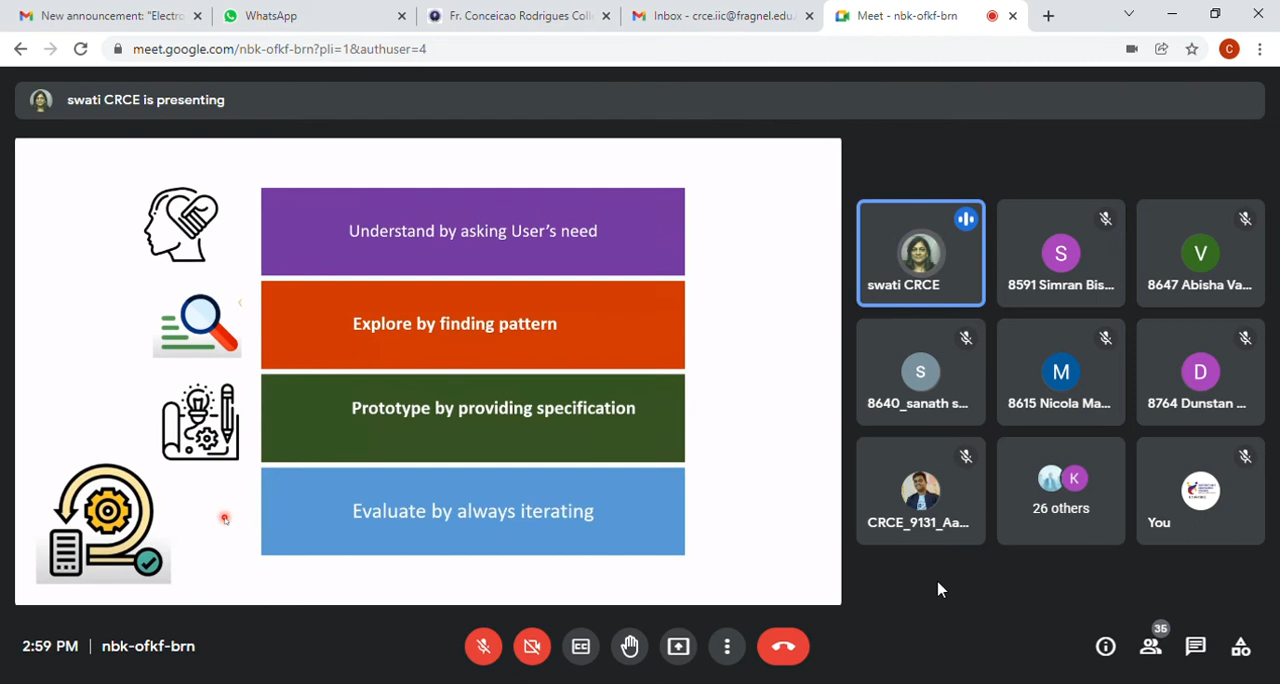 New announcement: "Electro
WhatsApp
Fr. Conceicao Rodrigues Coll
Inbox - crce.iic@fragnel.edu.
Meet - nbk-ofkf-brn
meet.google.com/nbk-ofkf-brn?pli=1&authuser=4
C
swati CRCE is presenting
Understand by asking User's need
Explore by finding pattern
Prototype by providing specification
Evaluate by always iterating
swati CRCE
S
8591 Simran Bis...
V
8647 Abisha Va...
S
8640_sanath s...
M
8615 Nicola Ma...
D
8764 Dunstan ...
CRCE_9131_Aa...
K
26 others
You
2:59 PM | nbk-ofkf-brn
CC
35